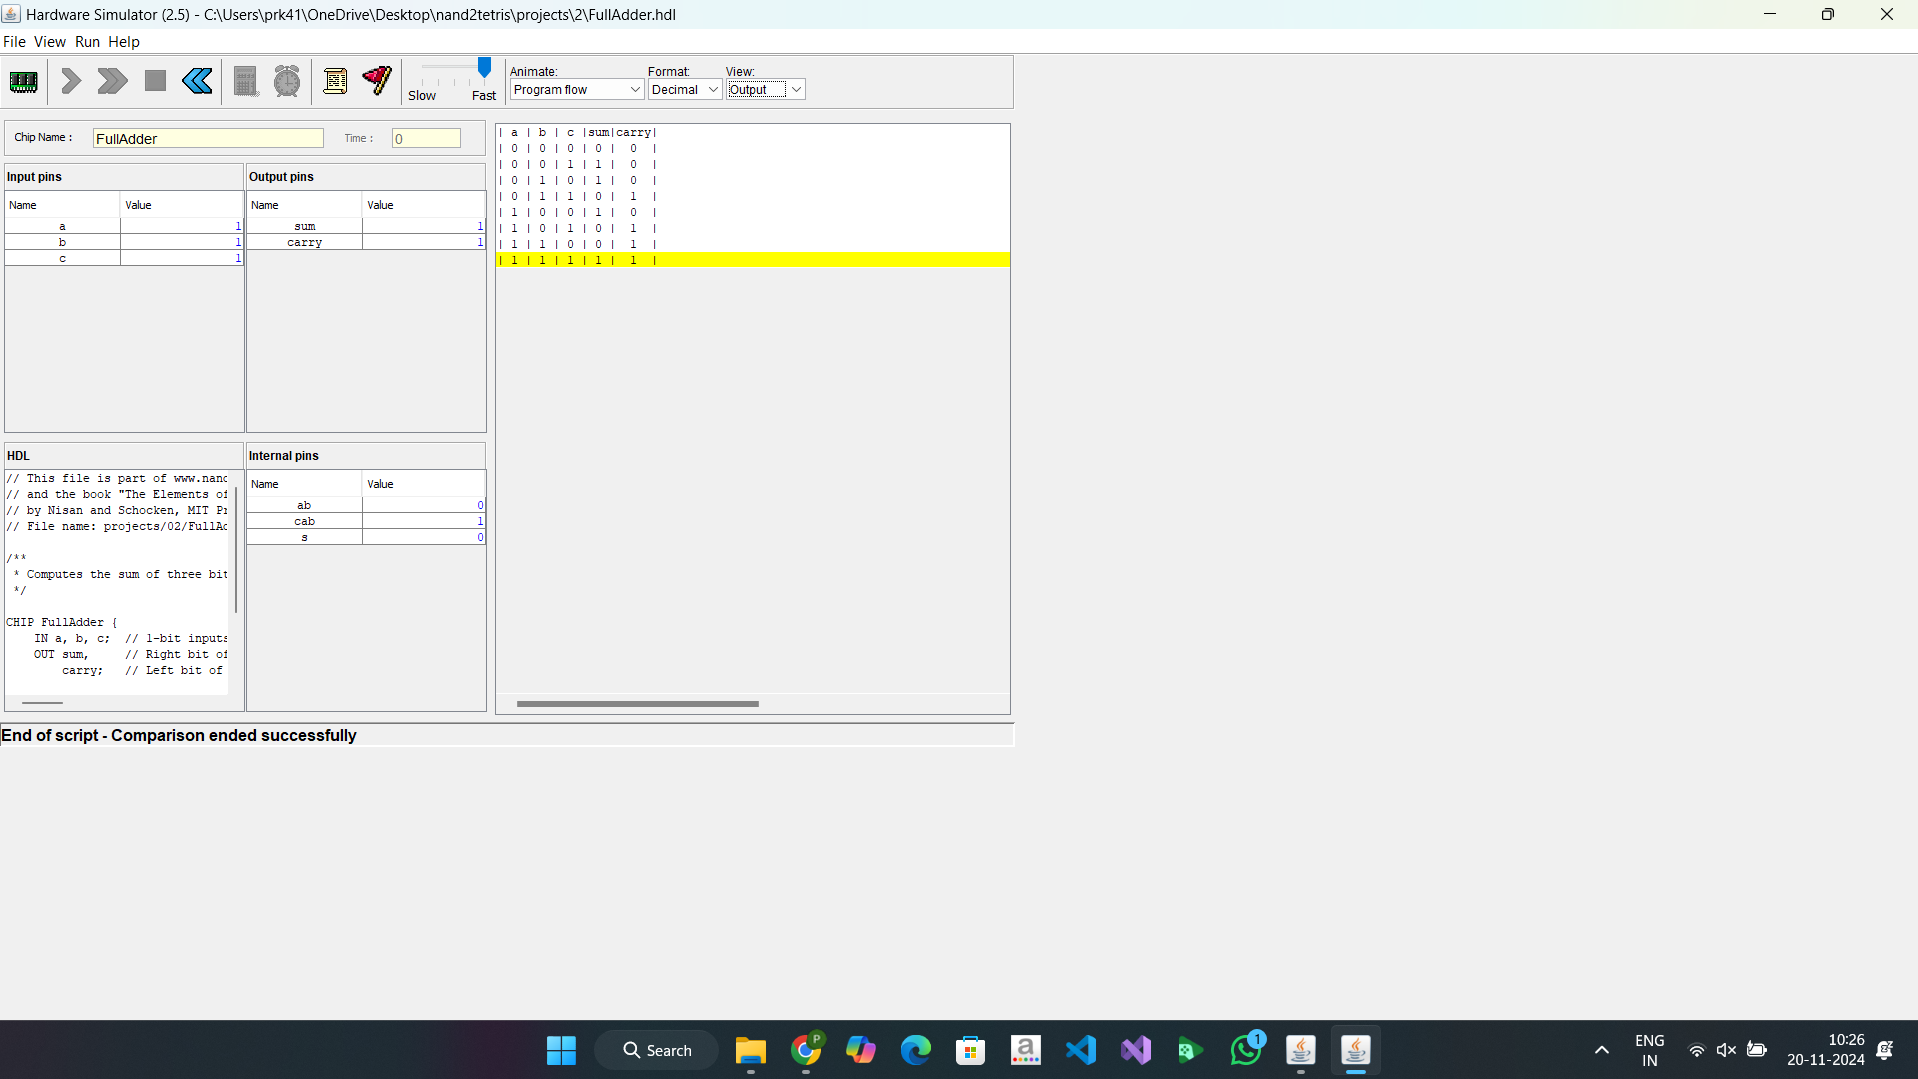 Hardware Simulator (2.5) - C:\Users\prk41\OneDrive\Desktop\nand2tetris\projects\2\FullAdder.hdl
File View Run Help
Slow Fast
Animate: Format: View:
Program flow Decimal Output
Chip Name : FullAdder Time : 0
Input pins
Name Value
a 1
b 1
c 1
Output pins
Name Value
sum 1
carry 1
| a | b | c |sum|carry|
| 0 | 0 | 0 | 0 |  0  |
| 0 | 0 | 1 | 1 |  0  |
| 0 | 1 | 0 | 1 |  0  |
| 0 | 1 | 1 | 0 |  1  |
| 1 | 0 | 0 | 1 |  0  |
| 1 | 0 | 1 | 0 |  1  |
| 1 | 1 | 0 | 0 |  1  |
| 1 | 1 | 1 | 1 |  1  |
HDL
// This file is part of www.nand
// and the book "The Elements of
// by Nisan and Schocken, MIT Pr
// File name: projects/02/FullAd
/**
 * Computes the sum of three bit
 */
CHIP FullAdder {
    IN a, b, c;  // 1-bit inputs
    OUT sum,     // Right bit of
        carry;   // Left bit of
Internal pins
Name Value
ab 0
cab 1
s 0
End of script - Comparison ended successfully
Search
P
a
1
ENG
IN
10:26
20-11-2024